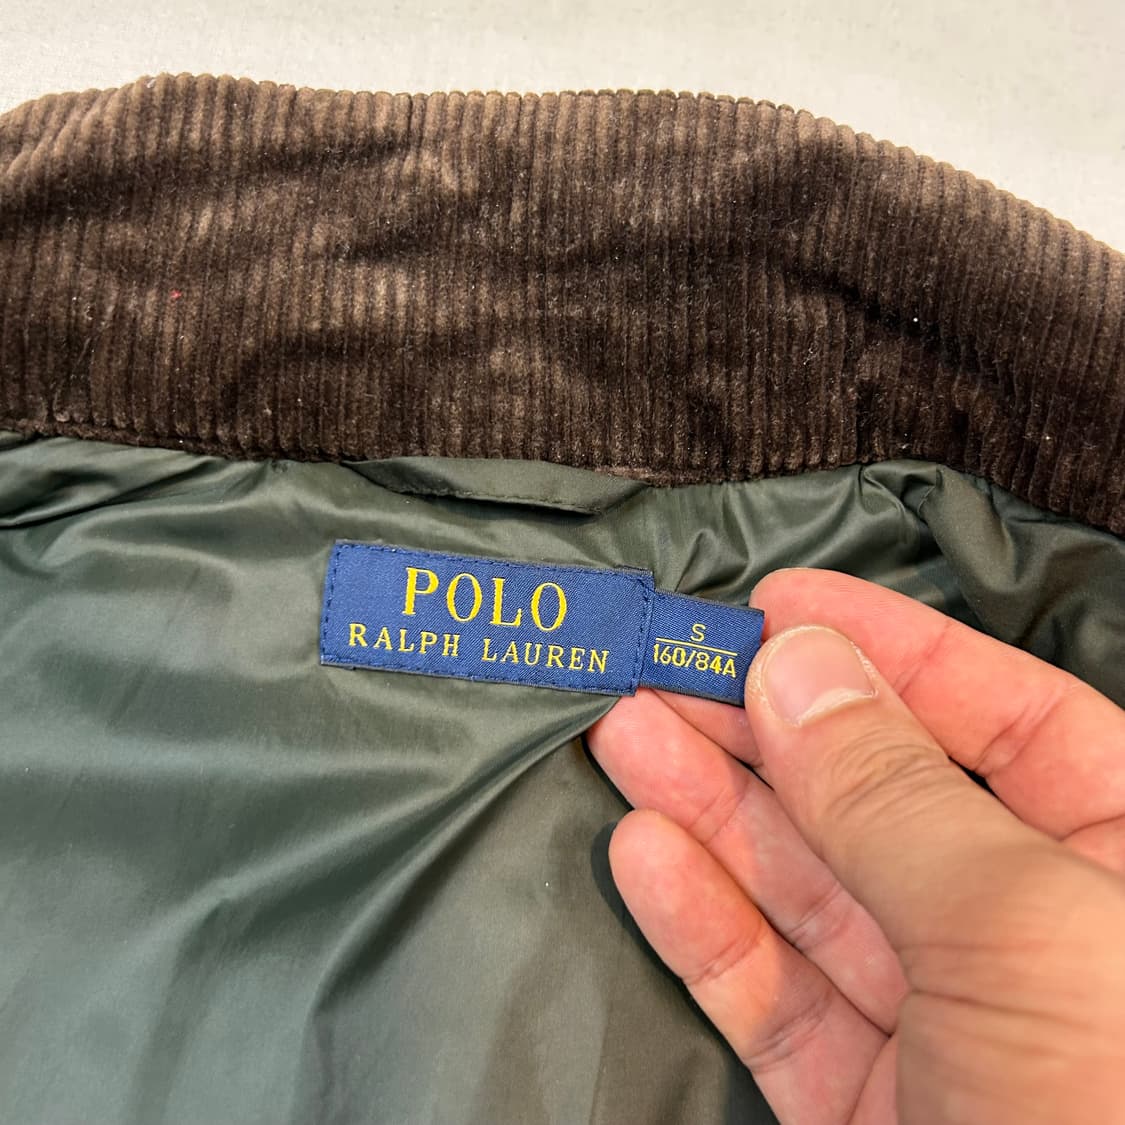 POLO
RALPH LAUREN
S
160/84A